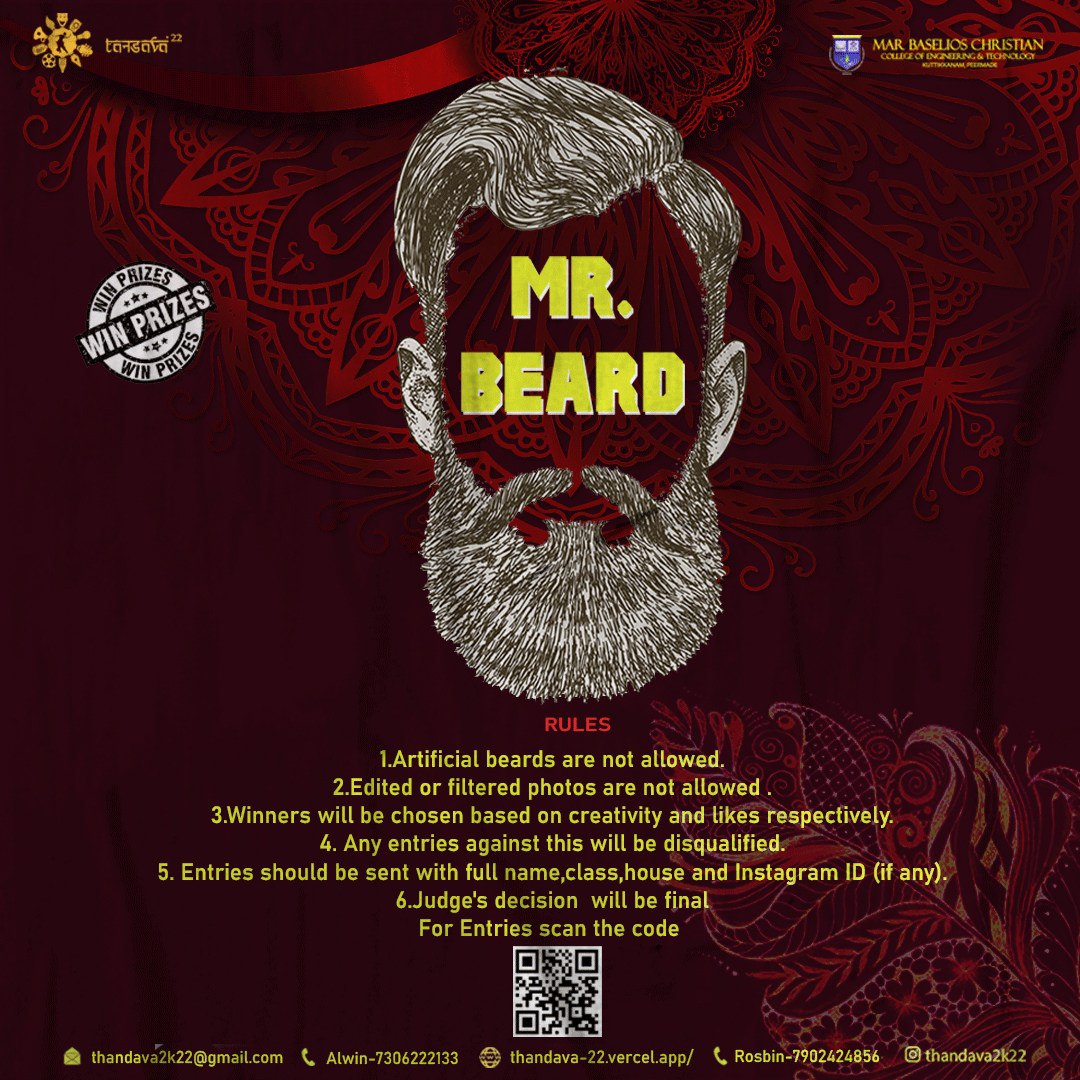 тandava'22
MAR BASELIOS CHRISTIAN
COLLEGE OF ENGINEERING & TECHNOLOGY
KUTTIKKANAM, PEERMADE
MR.
BEARD
WIN PRIZES
WIN PRIZES
WIN PRIZES
RULES
1.Artificial beards are not allowed.
2.Edited or filtered photos are not allowed .
3.Winners will be chosen based on creativity and likes respectively.
4. Any entries against this will be disqualified.
5. Entries should be sent with full name,class,house and Instagram ID (if any).
6.Judge's decision will be final
For Entries scan the code
thandava2k22@gmail.com Alwin-7306222133 thandava-22.vercel.app/ Rosbin-7902424856 thandava2k22